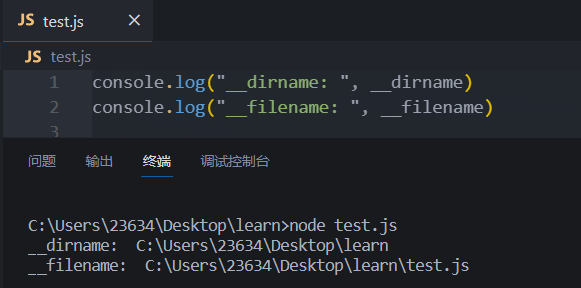 JS test.js ×
JS test.js
1 console.log("__dirname: ", __dirname)
2 console.log("__filename: ", __filename)
3
问题 输出 终端 调试控制台
C:\Users\23634\Desktop\learn>node test.js
__dirname:  C:\Users\23634\Desktop\learn
__filename:  C:\Users\23634\Desktop\learn\test.js